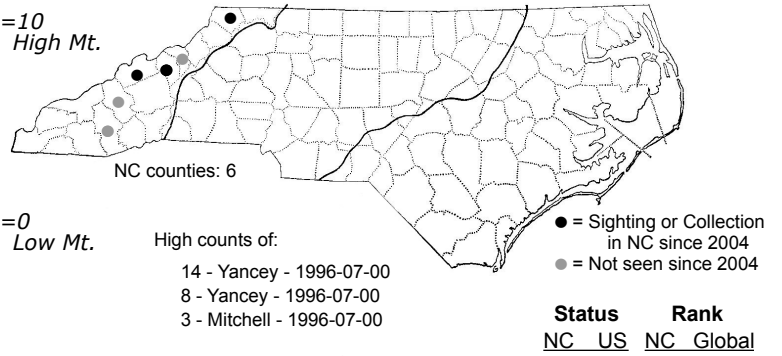 =10
High Mt.
NC counties: 6
● = Sighting or Collection
in NC since 2004
● = Not seen since 2004
=0
Low Mt.
High counts of:
14 - Yancey - 1996-07-00
8 - Yancey - 1996-07-00
3 - Mitchell - 1996-07-00
Status Rank
NC US NC Global